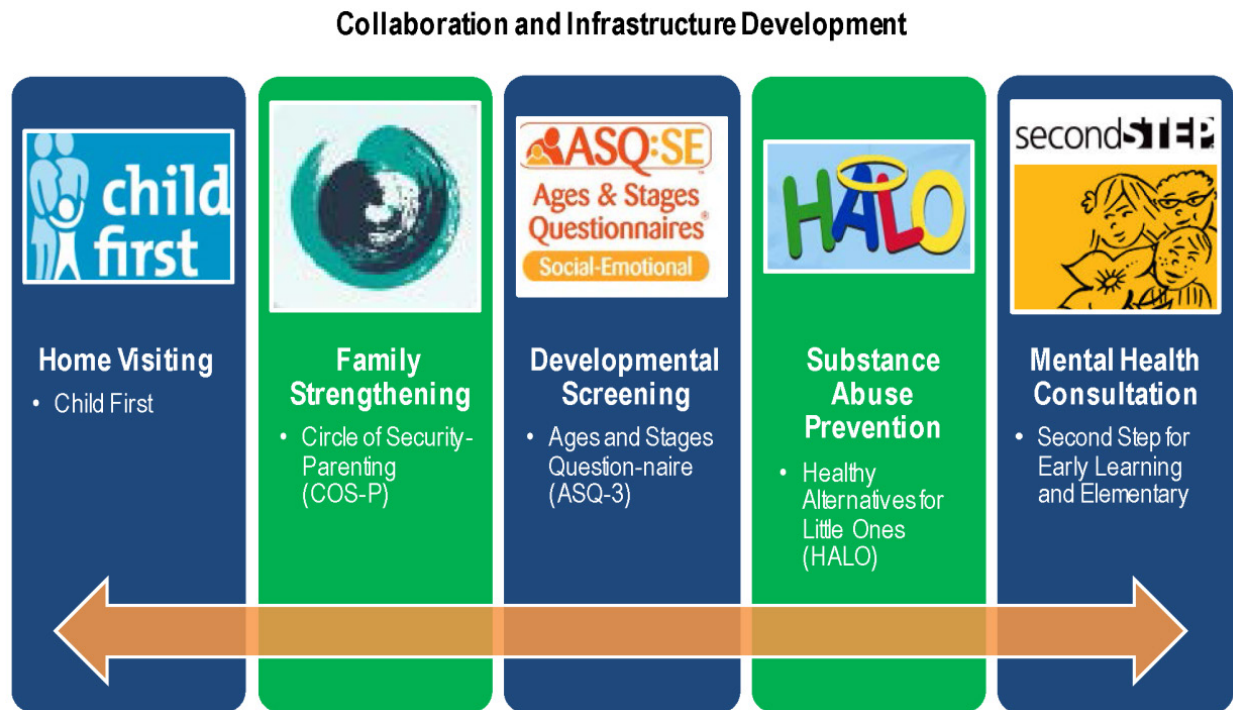 Collaboration and Infrastructure Development
child
first
ASQ:SE™
Ages & Stages
Questionnaires®
Social-Emotional
HALO
secondSTEP
Home Visiting
• Child First
Family
Strengthening
• Circle of Security-
Parenting
(COS-P)
Developmental
Screening
• Ages and Stages
Question-naire
(ASQ-3)
Substance
Abuse
Prevention
• Healthy
Alternatives for
Little Ones
(HALO)
Mental Health
Consultation
• Second Step for
Early Learning
and Elementary